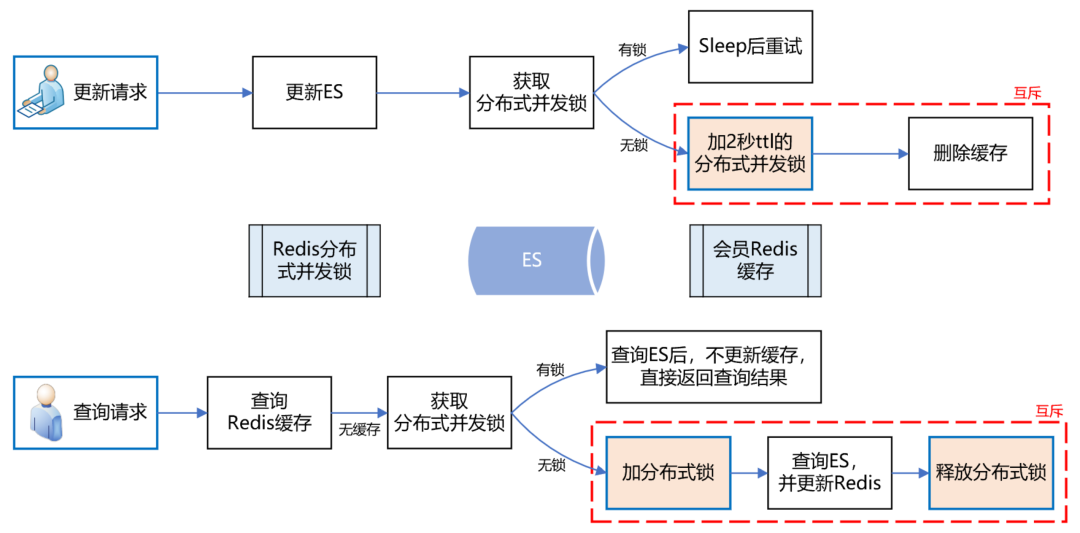 更新请求
更新ES
获取
分布式并发锁
有锁
Sleep后重试
无锁
互斥
加2秒ttl的
分布式并发锁
删除缓存
Redis分布
式并发锁
ES
会员Redis
缓存
查询请求
查询
Redis缓存
无缓存
获取
分布式并发锁
有锁
查询ES后，不更新缓存，
直接返回查询结果
无锁
互斥
加分布式锁
查询ES，
并更新Redis
释放分布式锁